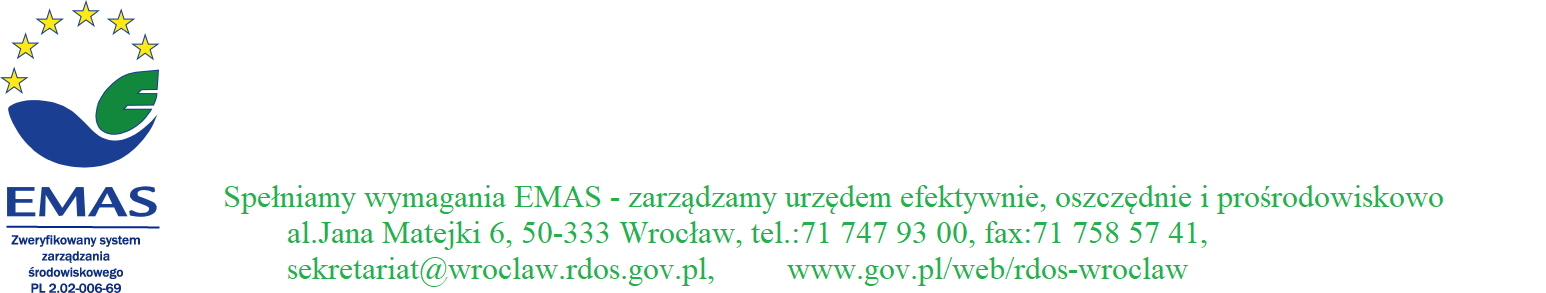 EMAS
Zweryfikowany system
zarządzania
środowiskowego
PL 2.02-006-69
Spełniamy wymagania EMAS - zarządzamy urzędem efektywnie, oszczędnie i prośrodowiskowo
al.Jana Matejki 6, 50-333 Wrocław, tel.:71 747 93 00, fax:71 758 57 41,
sekretariat@wroclaw.rdos.gov.pl, www.gov.pl/web/rdos-wroclaw